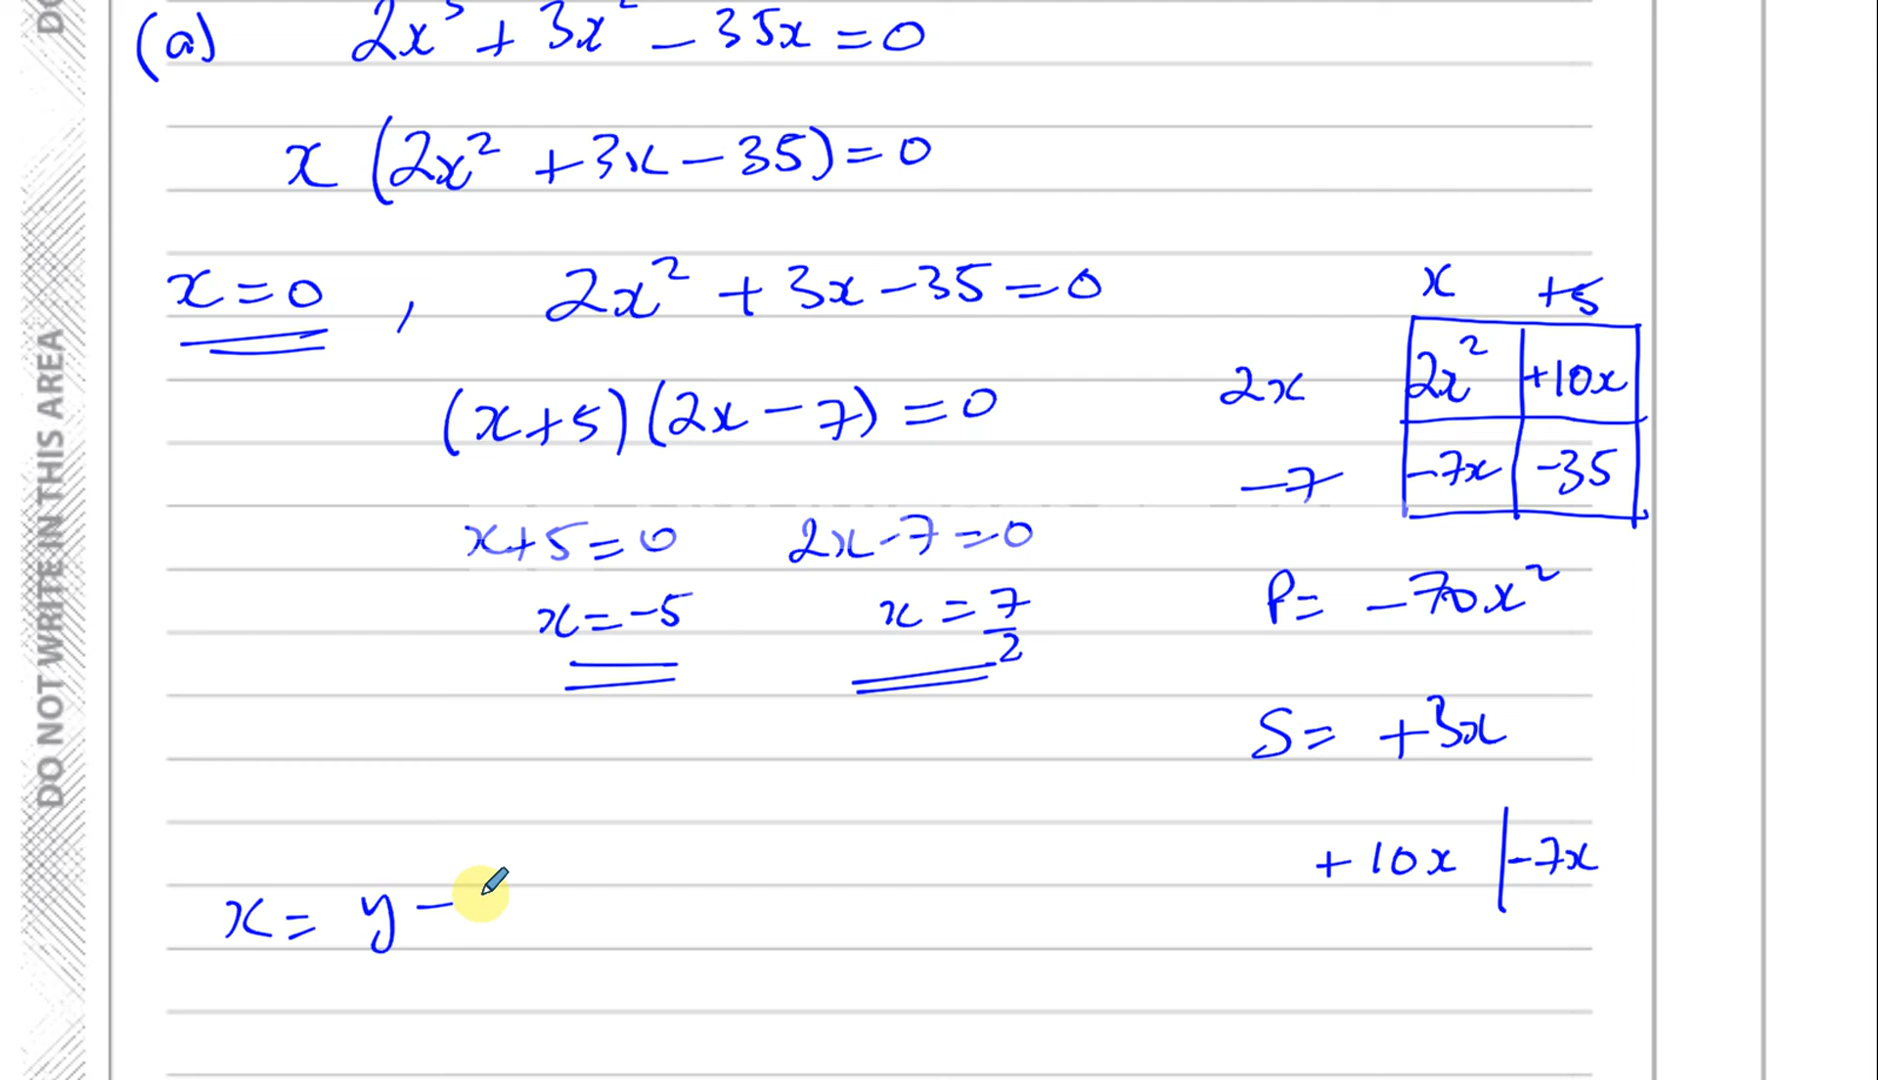 (a) 2x³ + 3x² - 35x = 0
x (2x² + 3x - 35) = 0
x = 0 , 2x² + 3x - 35 = 0
(x+5)(2x-7) = 0
x+5 = 0 2x-7 = 0
x = -5 x = 7/2
x = y -
x +5
2x 2x² +10x
-7 -7x -35
P = -70x²
S = +3x
+10x | -7x
DO NOT WRITE IN THIS AREA
DO